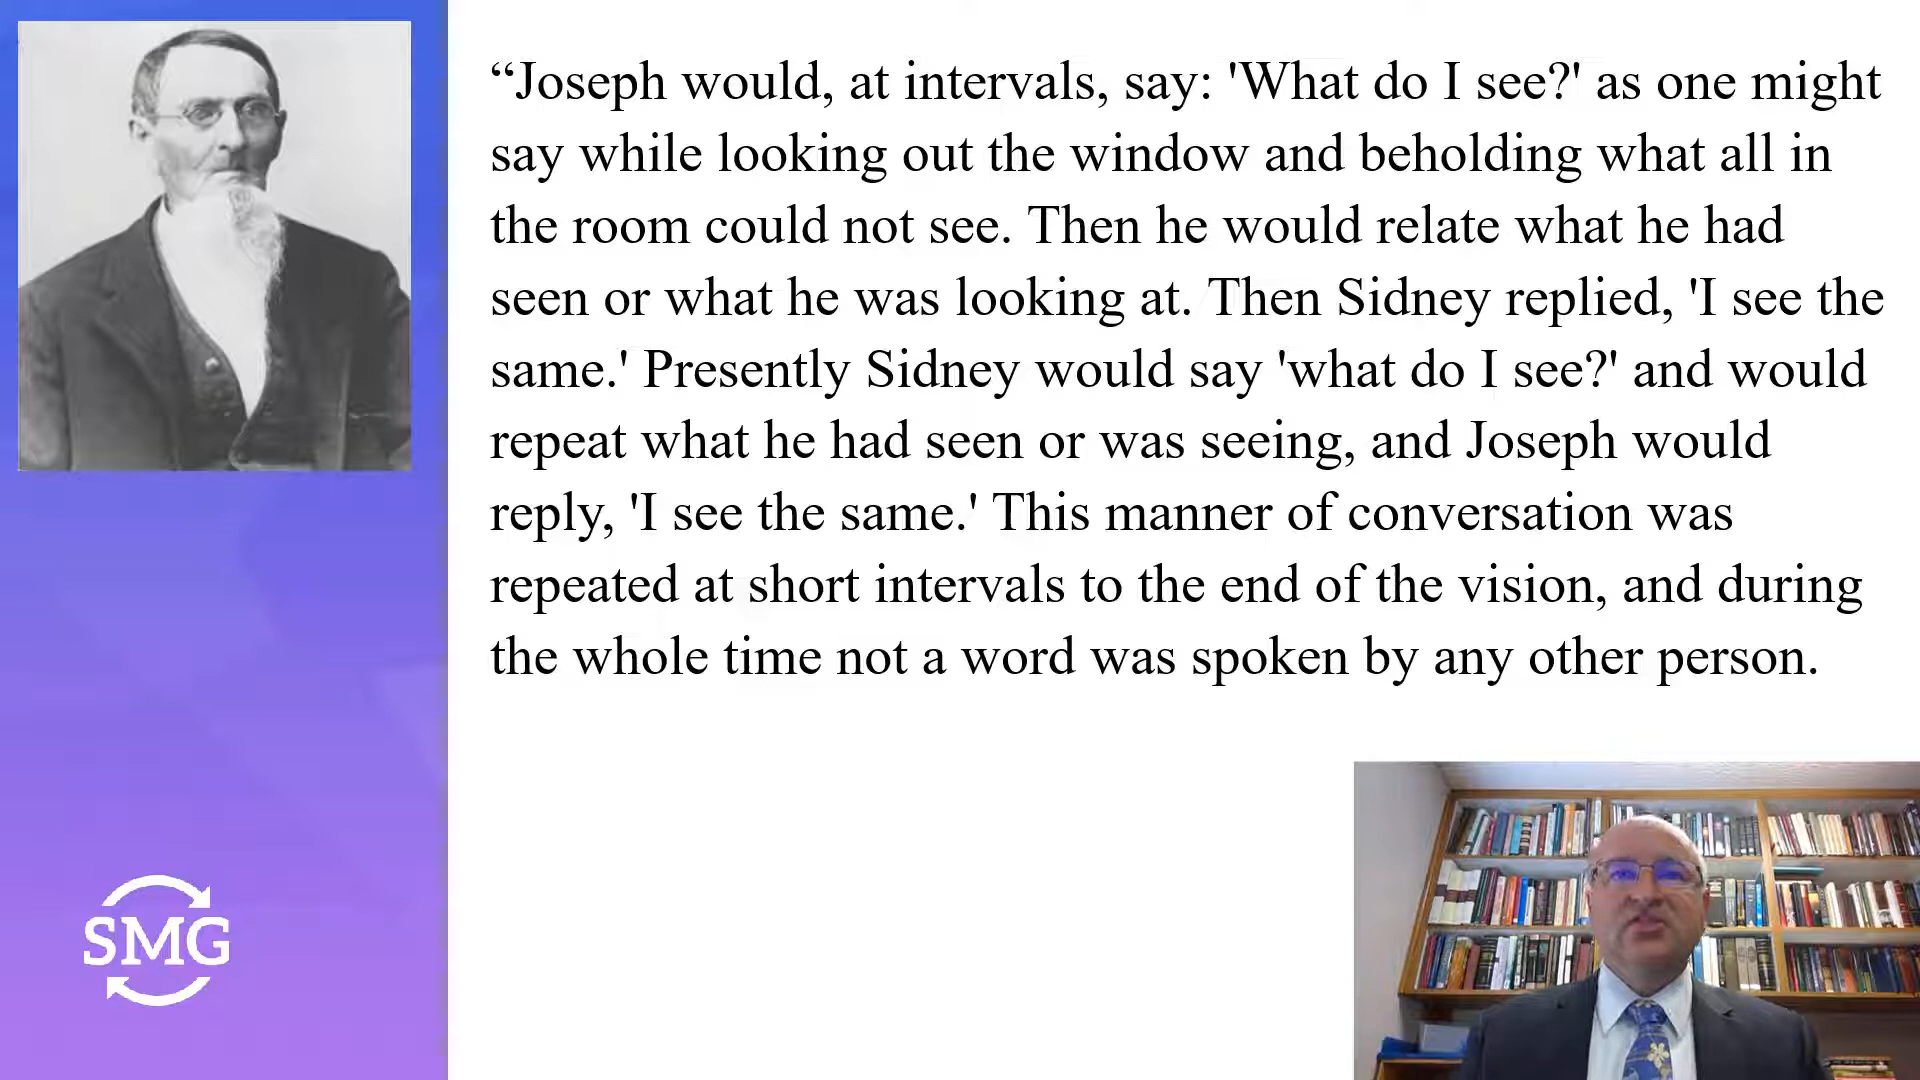 “Joseph would, at intervals, say: 'What do I see?' as one might
say while looking out the window and beholding what all in
the room could not see. Then he would relate what he had
seen or what he was looking at. Then Sidney replied, 'I see the
same.' Presently Sidney would say 'what do I see?' and would
repeat what he had seen or was seeing, and Joseph would
reply, 'I see the same.' This manner of conversation was
repeated at short intervals to the end of the vision, and during
the whole time not a word was spoken by any other person.
SMG